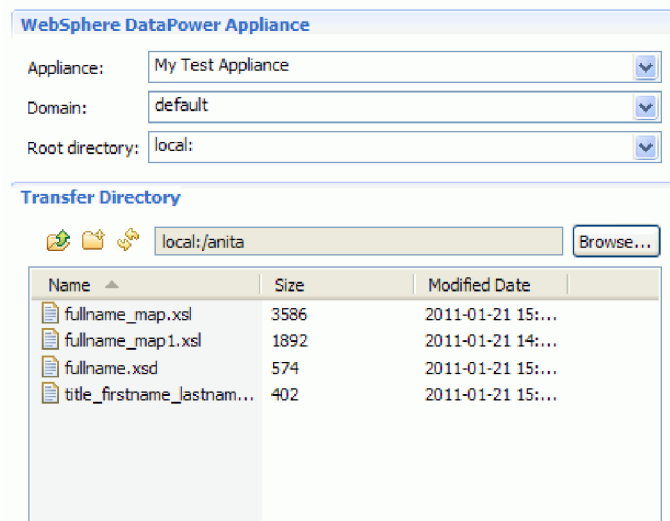 WebSphere DataPower Appliance
Appliance: My Test Appliance
Domain: default
Root directory: local:
Transfer Directory
local:/anita Browse...
Name Size Modified Date
fullname_map.xsl 3586 2011-01-21 15:...
fullname_map1.xsl 1892 2011-01-21 14:...
fullname.xsd 574 2011-01-21 15:...
title_firstname_lastnam... 402 2011-01-21 15:...